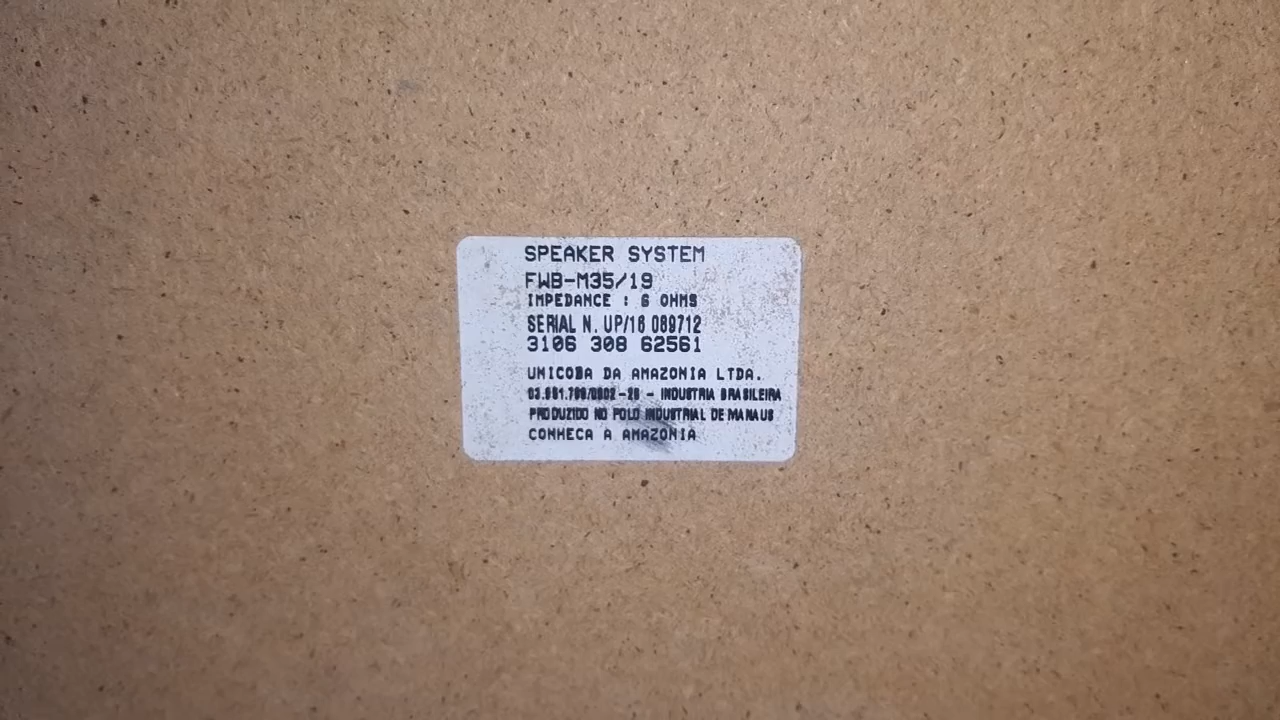 SPEAKER SYSTEM
FWB-M35/19
IMPEDANCE : 6 OHMS
SERIAL N. UP/16 089712
3106 308 62561
UNICOBA DA AMAZONIA LTDA.
- INDUSTRIA BRASILEIRA
PRODUZIDO NO POLO INDUSTRIAL DE MANAUS
CONHECA A AMAZONIA